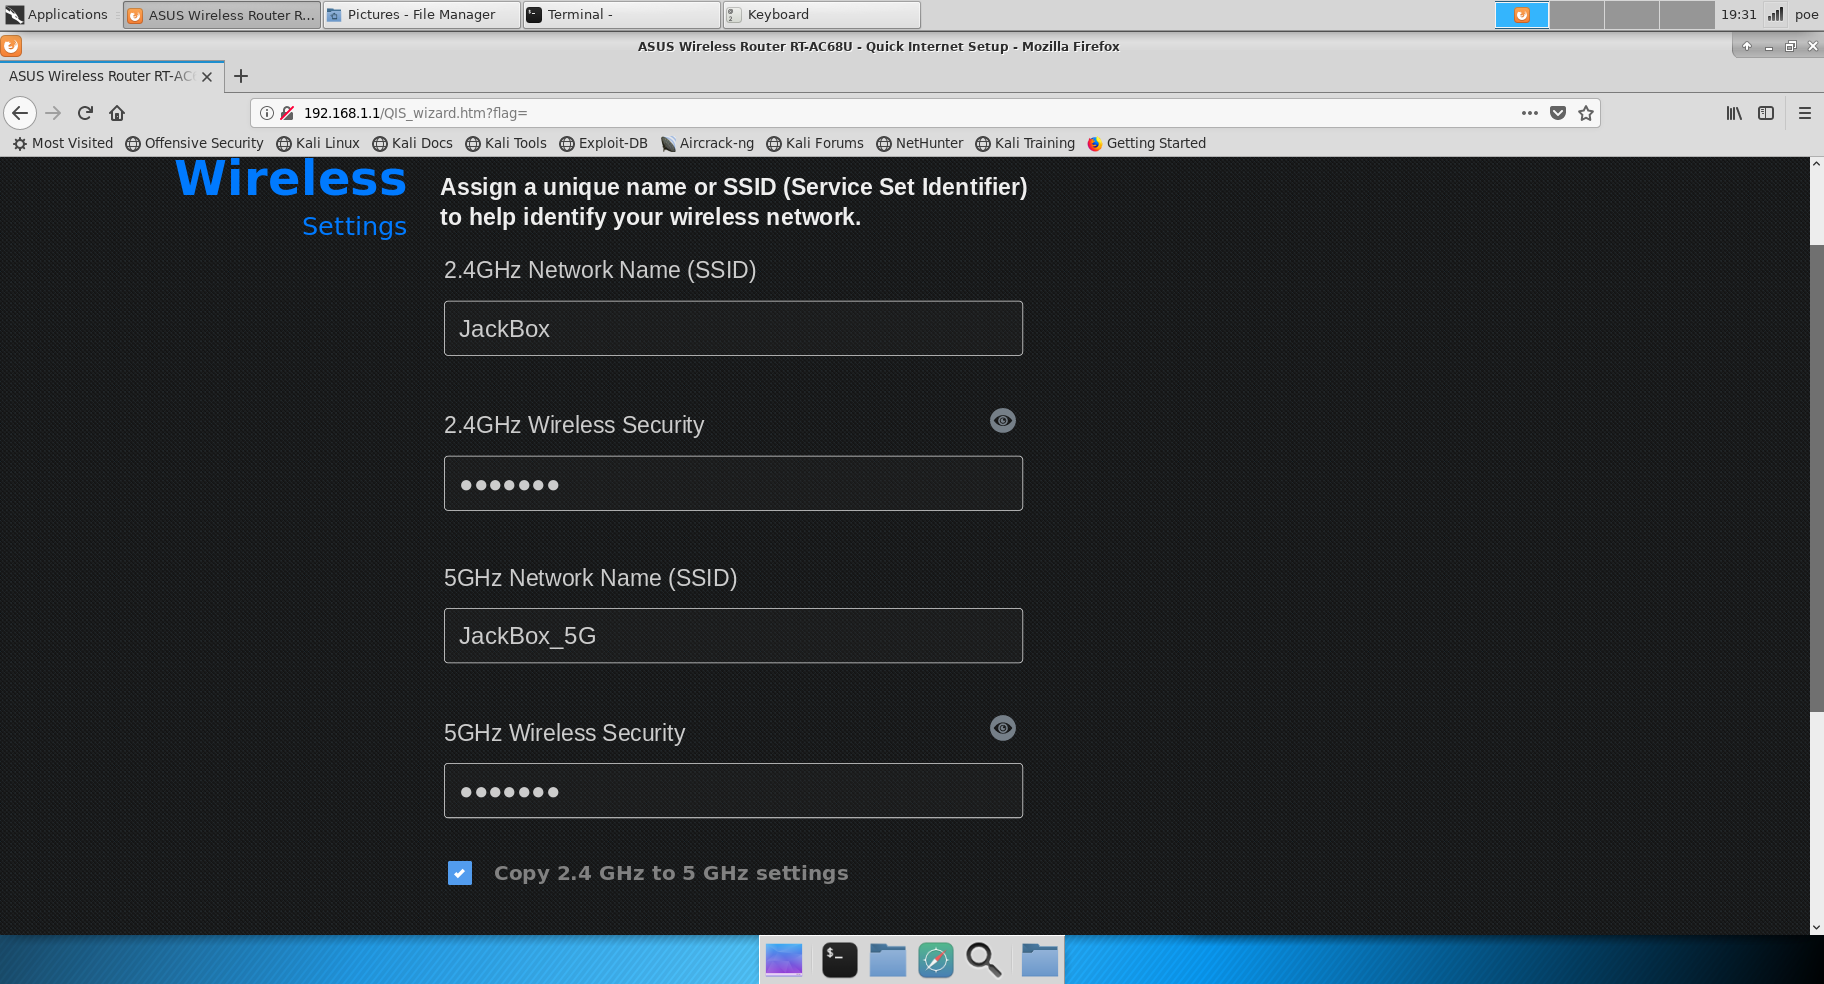 Applications
ASUS Wireless Router R...
Pictures - File Manager
Terminal -
Keyboard
19:31
poe
ASUS Wireless Router RT-AC68U - Quick Internet Setup - Mozilla Firefox
ASUS Wireless Router RT-AC
192.168.1.1/QIS_wizard.htm?flag=
Most Visited
Offensive Security
Kali Linux
Kali Docs
Kali Tools
Exploit-DB
Aircrack-ng
Kali Forums
NetHunter
Kali Training
Getting Started
Wireless
Settings
Assign a unique name or SSID (Service Set Identifier)
to help identify your wireless network.
2.4GHz Network Name (SSID)
JackBox
2.4GHz Wireless Security
●●●●●●●
5GHz Network Name (SSID)
JackBox_5G
5GHz Wireless Security
●●●●●●●
Copy 2.4 GHz to 5 GHz settings
$_